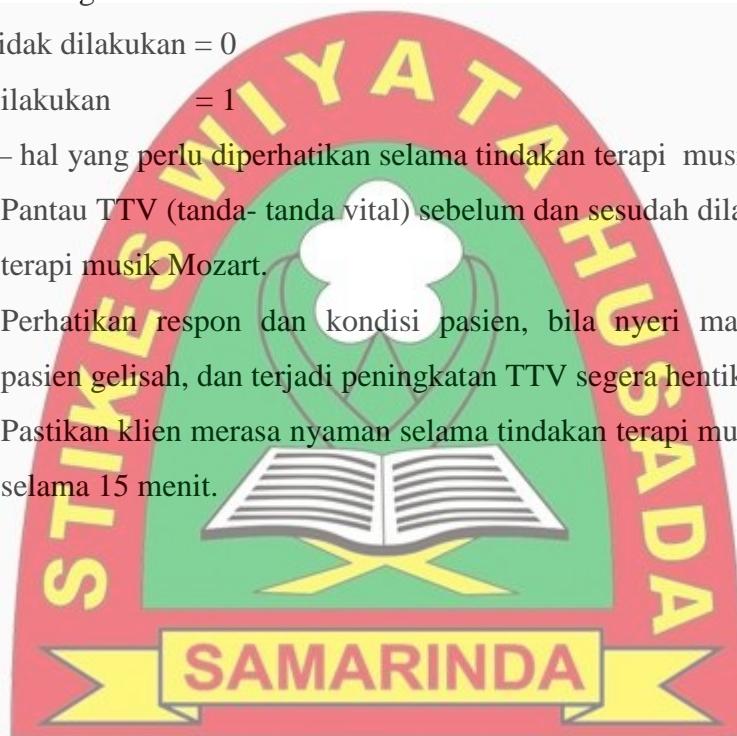 idak dilakukan = 0
ilakukan = 1
– hal yang perlu diperhatikan selama tindakan terapi musi
Pantau TTV (tanda- tanda vital) sebelum dan sesudah dila
terapi musik Mozart.
Perhatikan respon dan kondisi pasien, bila nyeri ma
pasien gelisah, dan terjadi peningkatan TTV segera hentik
Pastikan klien merasa nyaman selama tindakan terapi mu
selama 15 menit.
STIKES WIYATA HUSADA
SAMARINDA